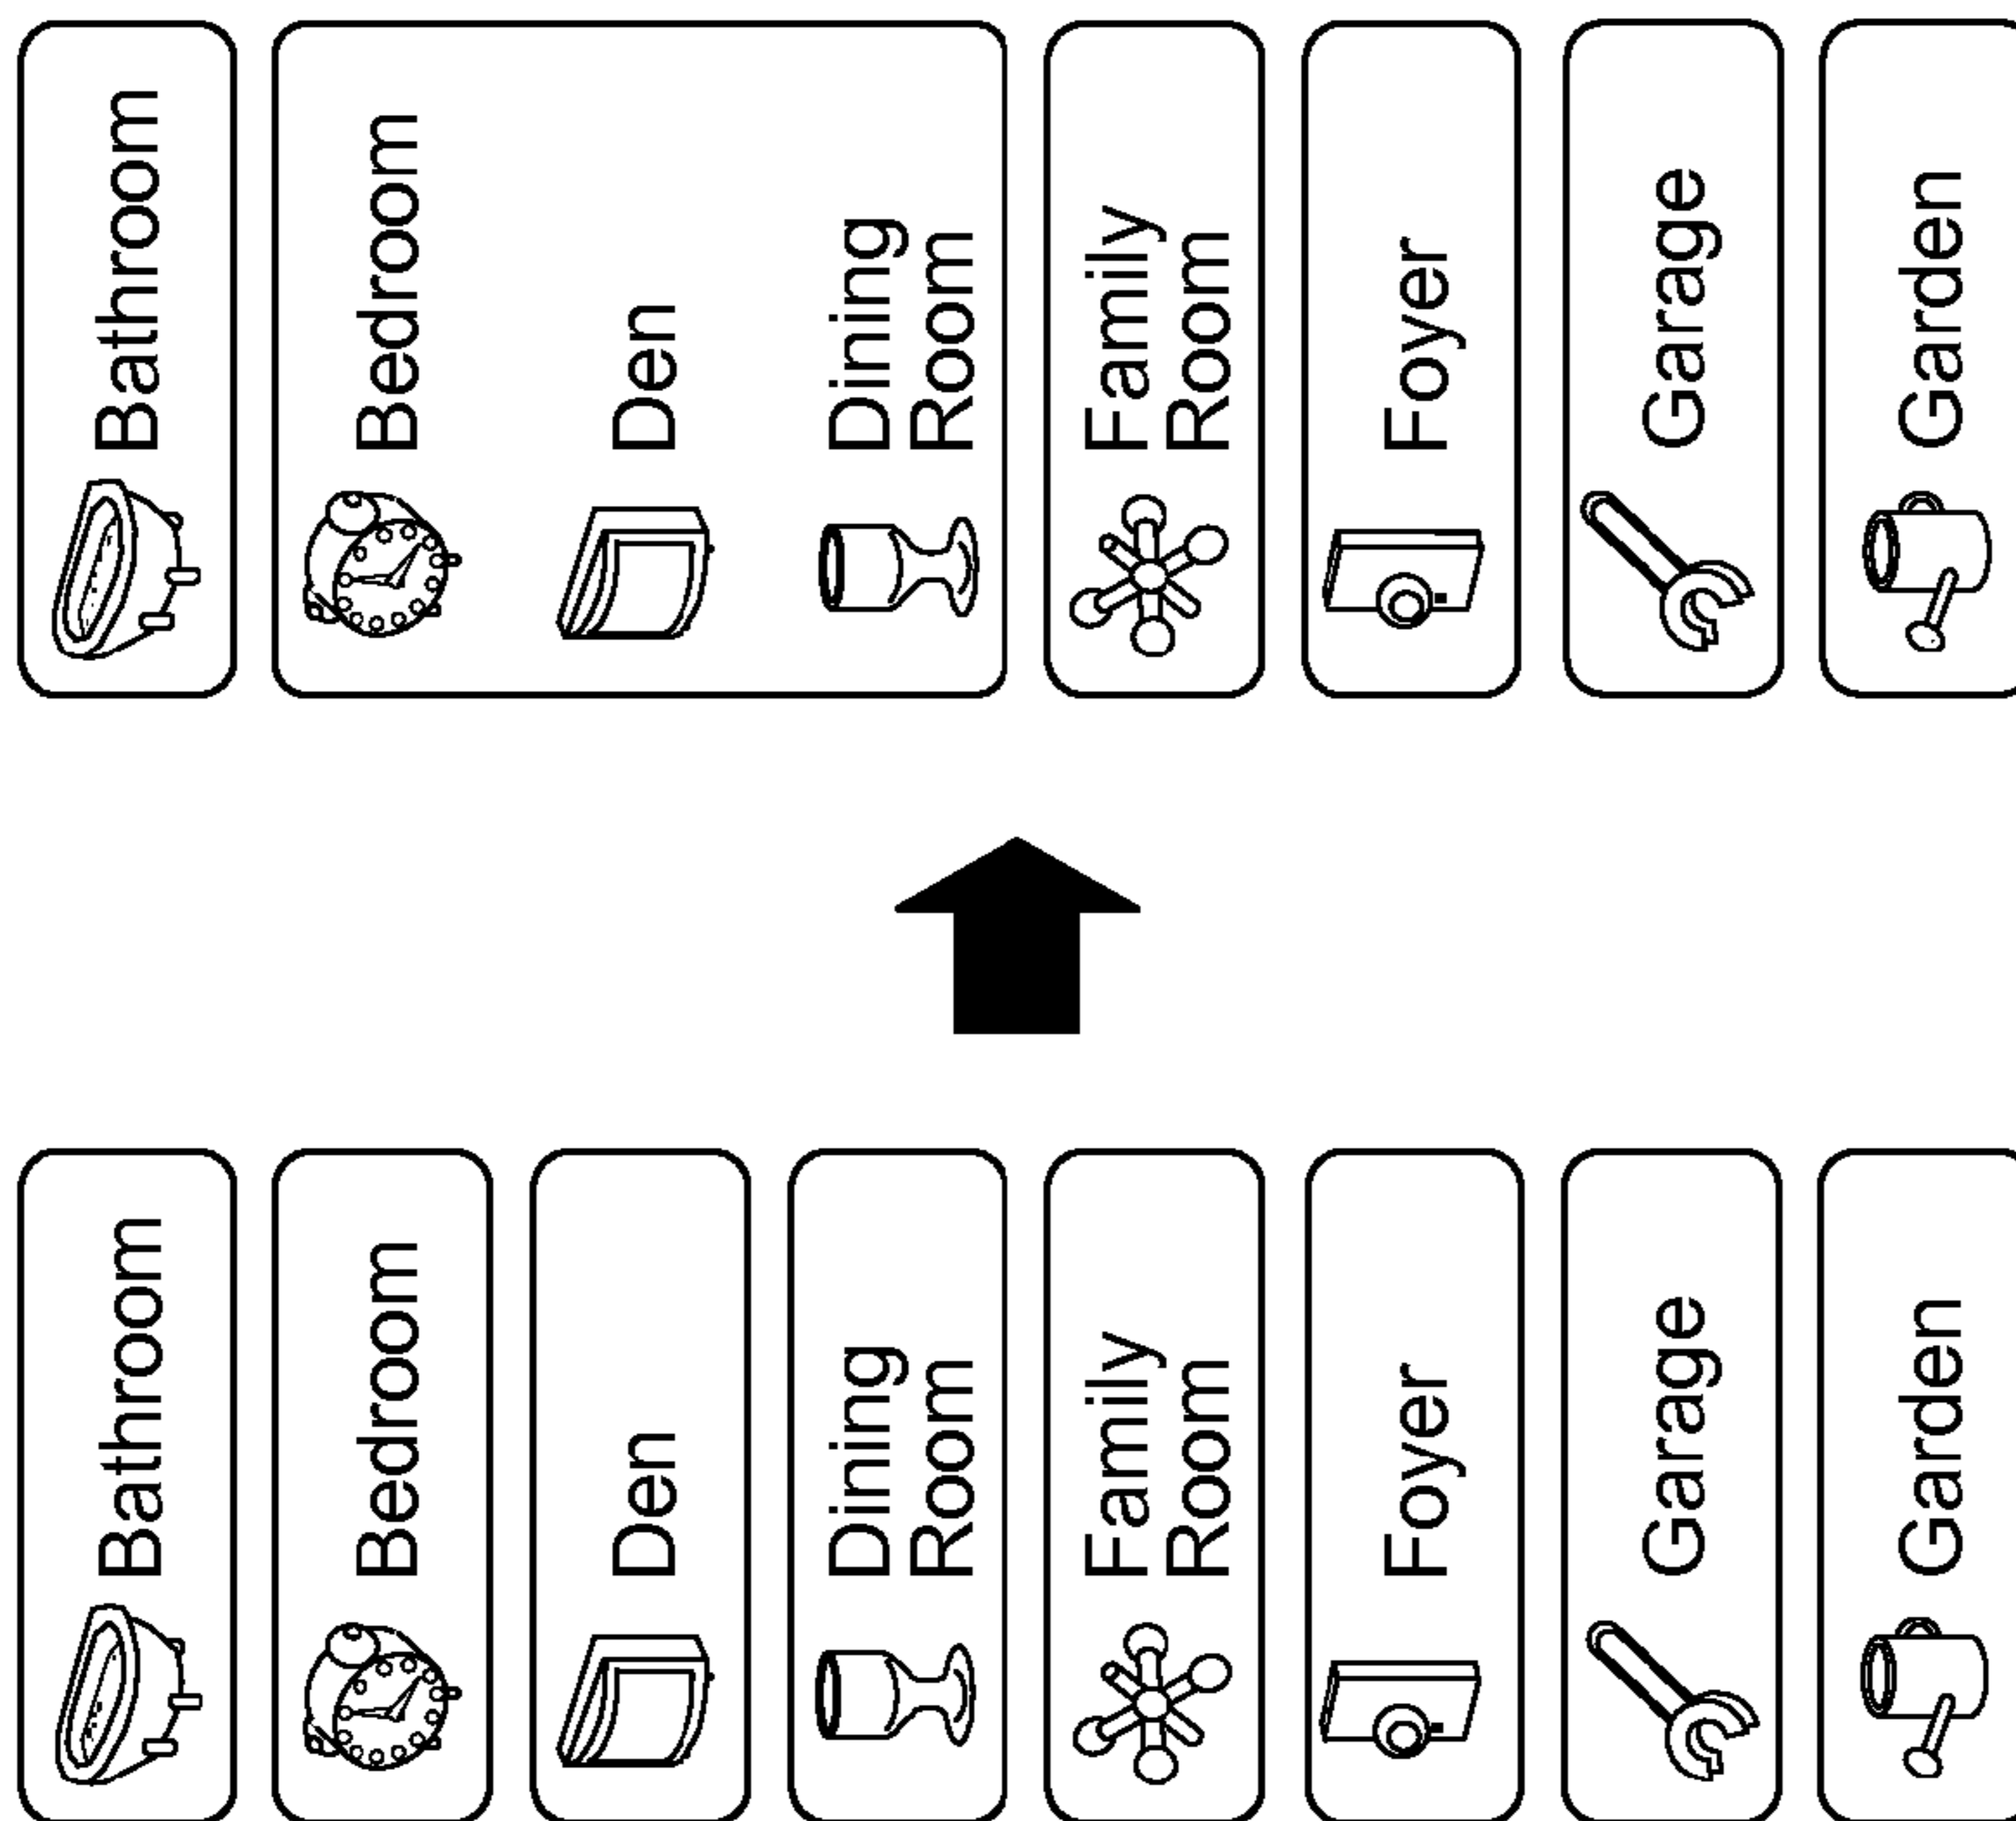 Bathroom
Bedroom
Den
Dining
Room
Family
Room
Foyer
Garage
Garden
Bathroom
Bedroom
Den
Dining
Room
Family
Room
Foyer
Garage
Garden